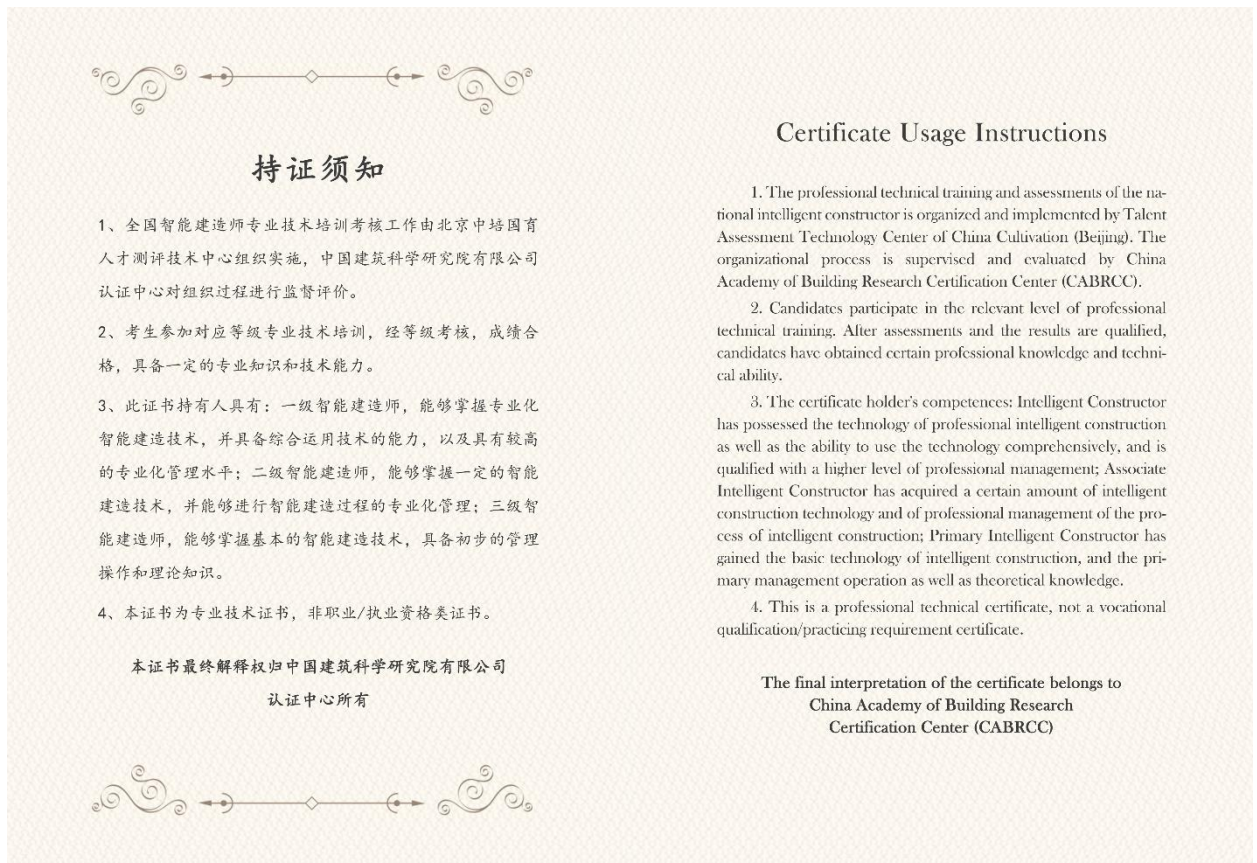 持证须知
1、全国智能建造师专业技术培训考核工作由北京中培国育
人才测评技术中心组织实施，中国建筑科学研究院有限公司
认证中心对组织过程进行监督评价。
2、考生参加对应等级专业技术培训，经等级考核，成绩合
格，具备一定的专业知识和技术能力。
3、此证书持有人具有：一级智能建造师，能够掌握专业化
智能建造技术，并具备综合运用技术的能力，以及具有较高
的专业化管理水平；二级智能建造师，能够掌握一定的智能
建造技术，并能够进行智能建造过程的专业化管理；三级智
能建造师，能够掌握基本的智能建造技术，具备初步的管理
操作和理论知识。
4、本证书为专业技术证书，非职业/执业资格类证书。
本证书最终解释权归中国建筑科学研究院有限公司
认证中心所有
Certificate Usage Instructions
1. The professional technical training and assessments of the na-
tional intelligent constructor is organized and implemented by Talent
Assessment Technology Center of China Cultivation (Beijing). The
organizational process is supervised and evaluated by China
Academy of Building Research Certification Center (CABRCC).
2. Candidates participate in the relevant level of professional
technical training. After assessments and the results are qualified,
candidates have obtained certain professional knowledge and techni-
cal ability.
3. The certificate holder's competences: Intelligent Constructor
has possessed the technology of professional intelligent construction
as well as the ability to use the technology comprehensively, and is
qualified with a higher level of professional management; Associate
Intelligent Constructor has acquired a certain amount of intelligent
construction technology and of professional management of the pro-
cess of intelligent construction; Primary Intelligent Constructor has
gained the basic technology of intelligent construction, and the pri-
mary management operation as well as theoretical knowledge.
4. This is a professional technical certificate, not a vocational
qualification/practicing requirement certificate.
The final interpretation of the certificate belongs to
China Academy of Building Research
Certification Center (CABRCC)